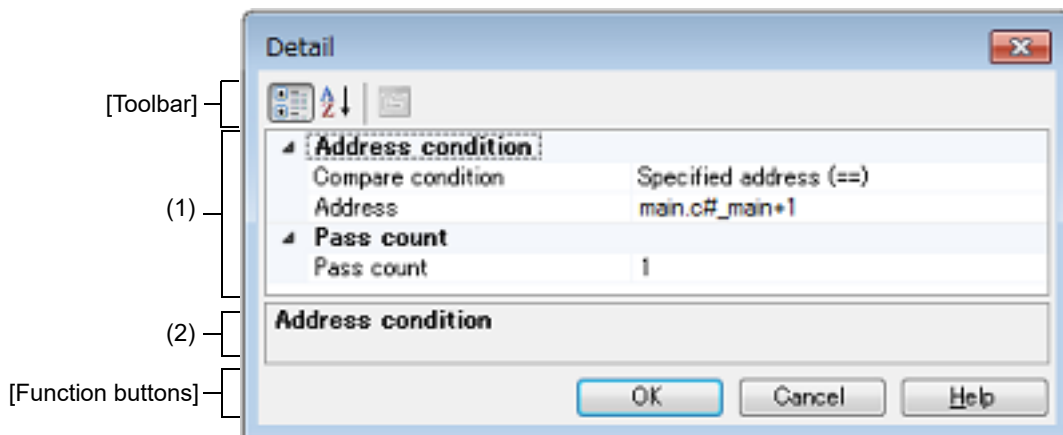 Detail
[Toolbar]
A
Z
Address condition
Compare condition Specified address (==)
(1)
Address main.c#_main+1
Pass count
Pass count 1
(2)
Address condition
[Function buttons]
OK Cancel Help